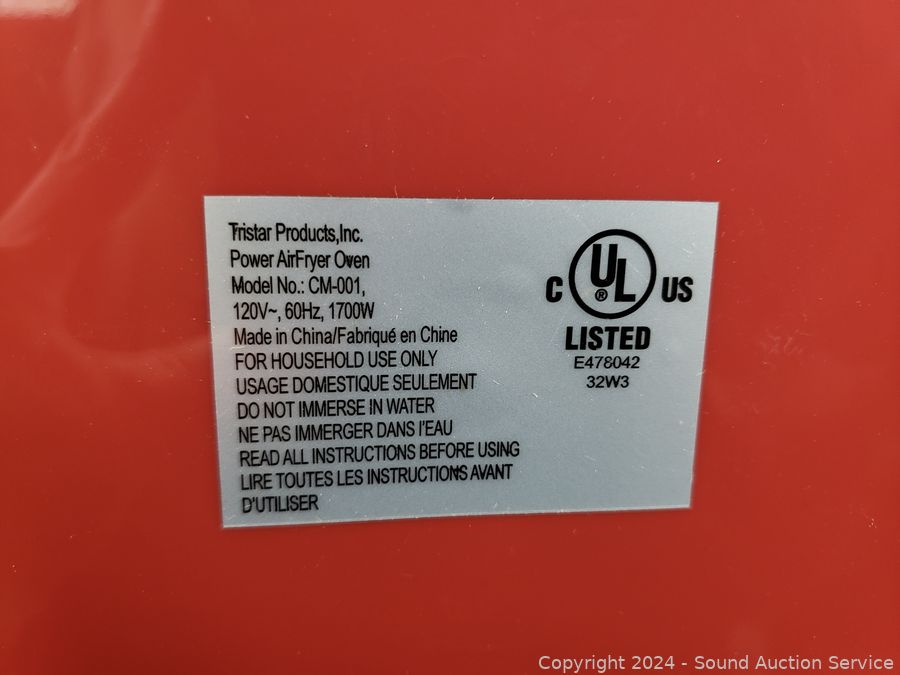 Tristar Products,Inc.
Power AirFryer Oven
Model No.: CM-001,
120V~, 60Hz, 1700W
Made in China/Fabriqué en Chine
FOR HOUSEHOLD USE ONLY
USAGE DOMESTIQUE SEULEMENT
DO NOT IMMERSE IN WATER
NE PAS IMMERGER DANS l'EAU
READ ALL INSTRUCTIONS BEFORE USING
LIRE TOUTES LES INSTRUCTIONS AVANT
D'UTILISER
C UL® US
LISTED
E478042
32W3
Copyright 2024 - Sound Auction Service